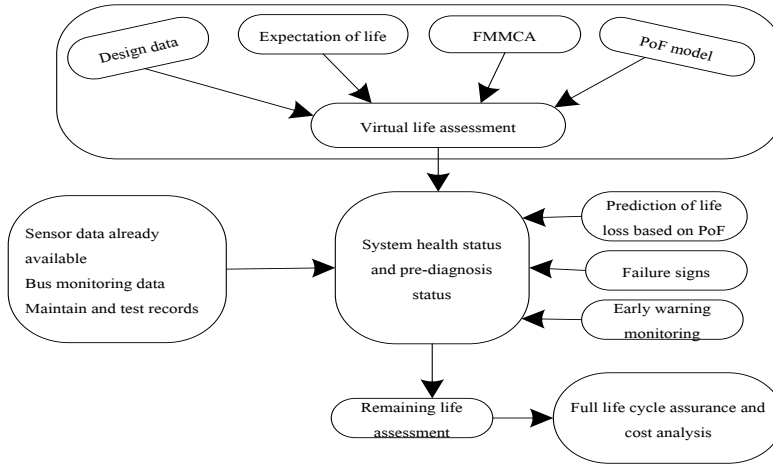 Design data
Expectation of life
FMMCA
PoF model
Virtual life assessment
Sensor data already
available
Bus monitoring data
Maintain and test records
System health status
and pre-diagnosis
status
Prediction of life
loss based on PoF
Failure signs
Early warning
monitoring
Remaining life
assessment
Full life cycle assurance and
cost analysis